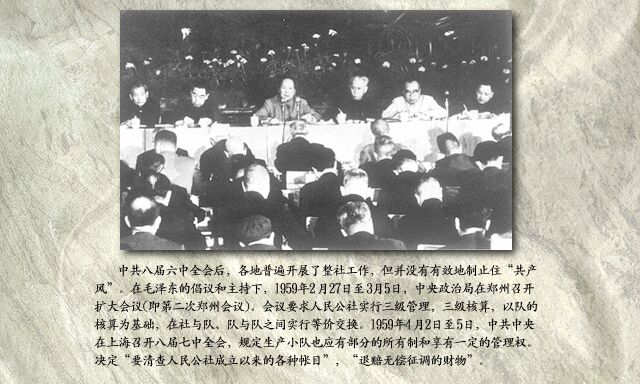 中共八届六中全会后，各地普遍开展了整社工作，但并没有有效地制止住“共产
风”。在毛泽东的倡议和主持下，1959年2月27日至3月5日，中央政治局在郑州召开
扩大会议(即第二次郑州会议)。会议要求人民公社实行三级管理，三级核算，以队的
核算为基础，在社与队、队与队之间实行等价交换。1959年4月2日至5日，中共中央
在上海召开八届七中全会，规定生产小队也应有部分的所有制和享有一定的管理权。
决定“要清查人民公社成立以来的各种帐目”，“退赔无偿征调的财物”。